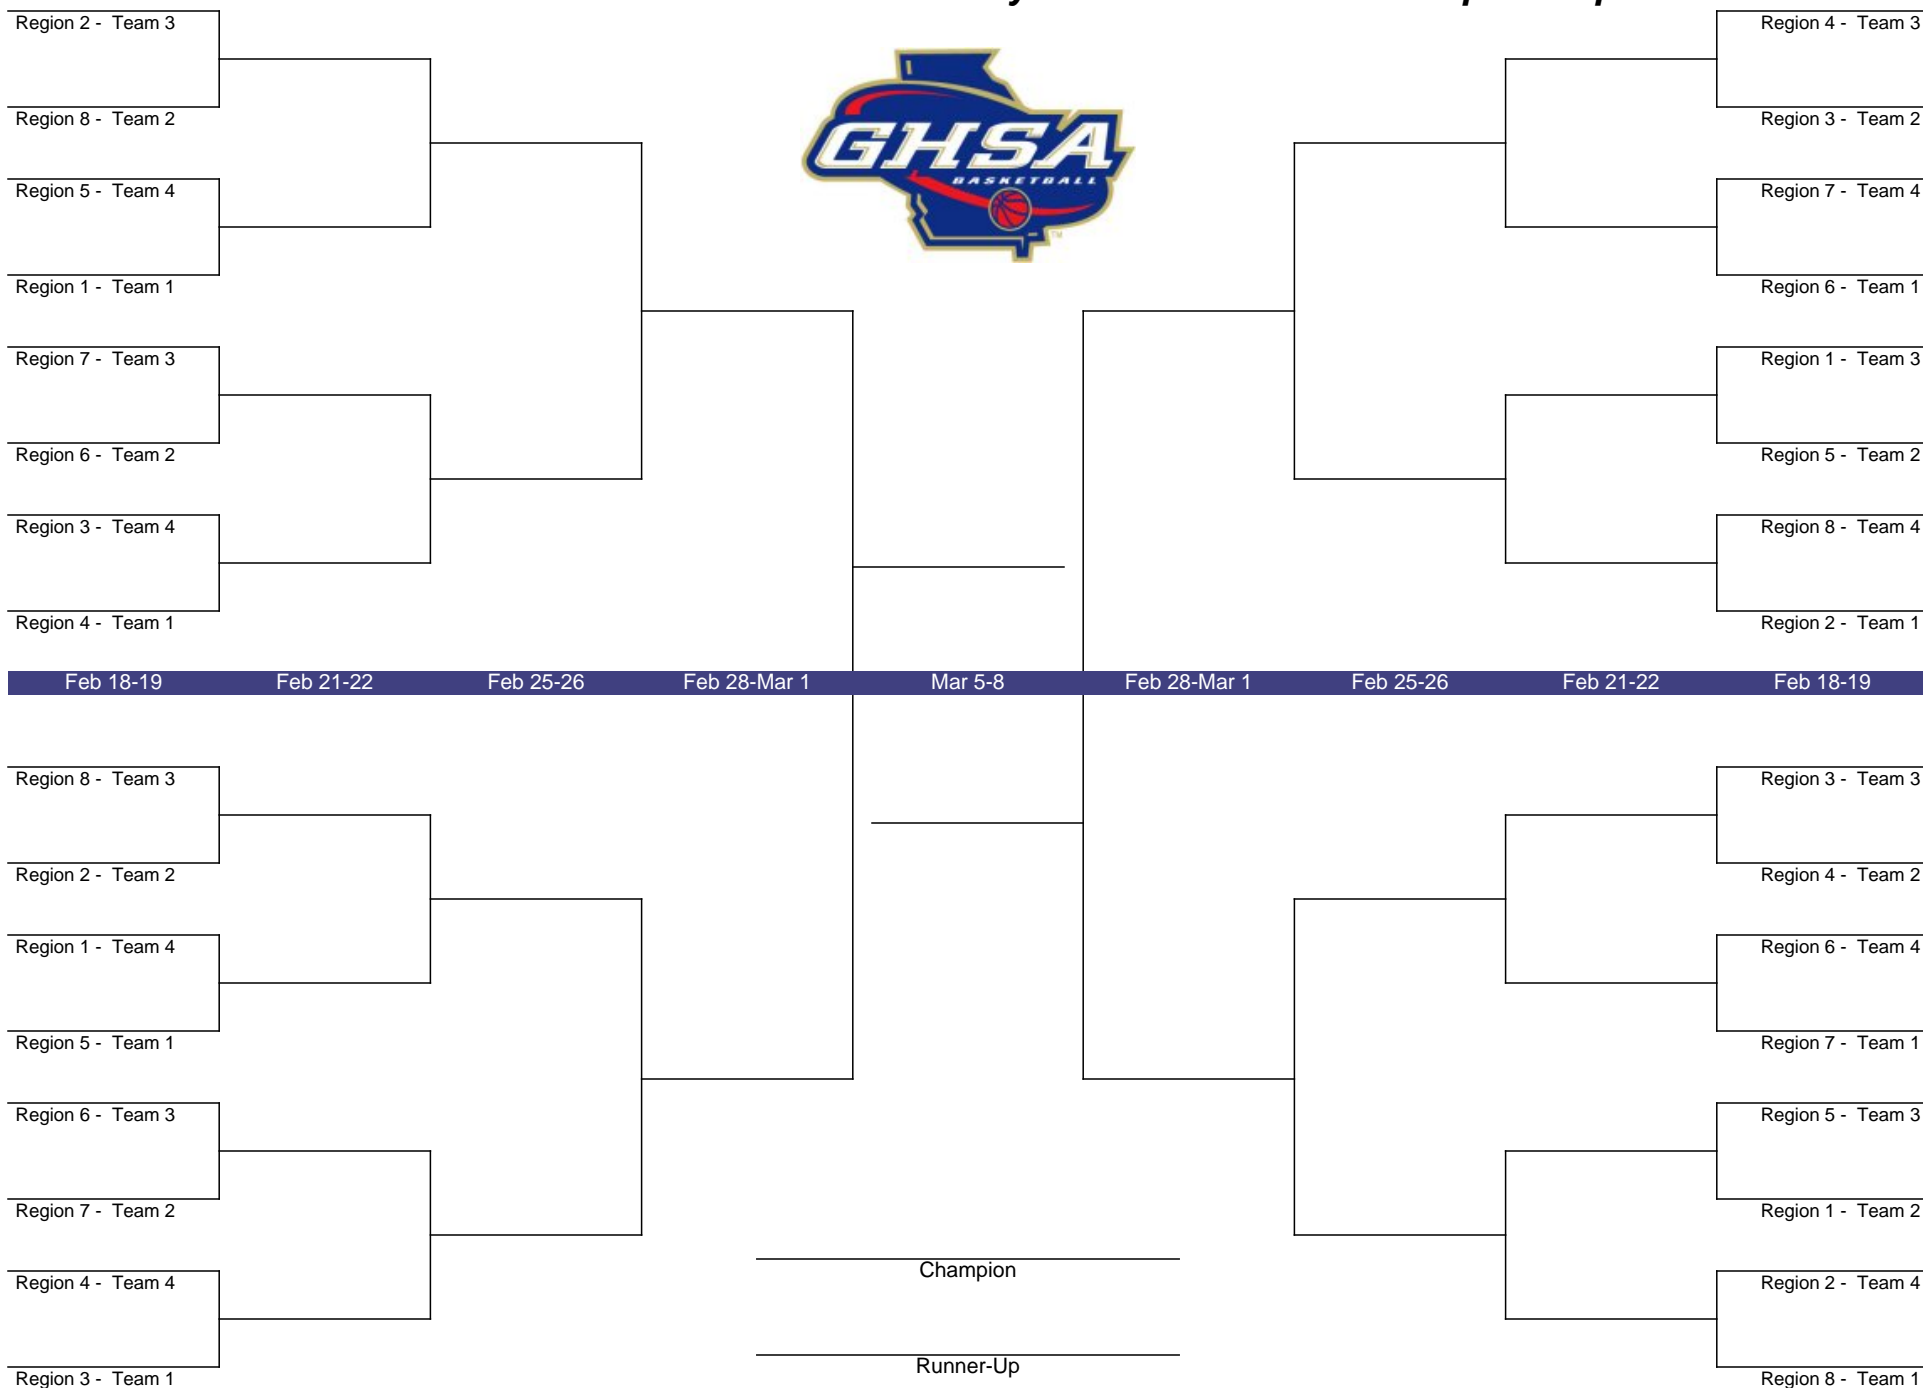 Region 2 - Team 3
Region 8 - Team 2
Region 5 - Team 4
Region 1 - Team 1
Region 7 - Team 3
Region 6 - Team 2
Region 3 - Team 4
Region 4 - Team 1
GHSA
BASKETBALL
TM
Region 4 - Team 3
Region 3 - Team 2
Region 7 - Team 4
Region 6 - Team 1
Region 1 - Team 3
Region 5 - Team 2
Region 8 - Team 4
Region 2 - Team 1
Feb 18-19 Feb 21-22 Feb 25-26 Feb 28-Mar 1 Mar 5-8 Feb 28-Mar 1 Feb 25-26 Feb 21-22 Feb 18-19
Region 8 - Team 3
Region 2 - Team 2
Region 1 - Team 4
Region 5 - Team 1
Region 6 - Team 3
Region 7 - Team 2
Region 4 - Team 4
Region 3 - Team 1
Champion
Runner-Up
Region 3 - Team 3
Region 4 - Team 2
Region 6 - Team 4
Region 7 - Team 1
Region 5 - Team 3
Region 1 - Team 2
Region 2 - Team 4
Region 8 - Team 1